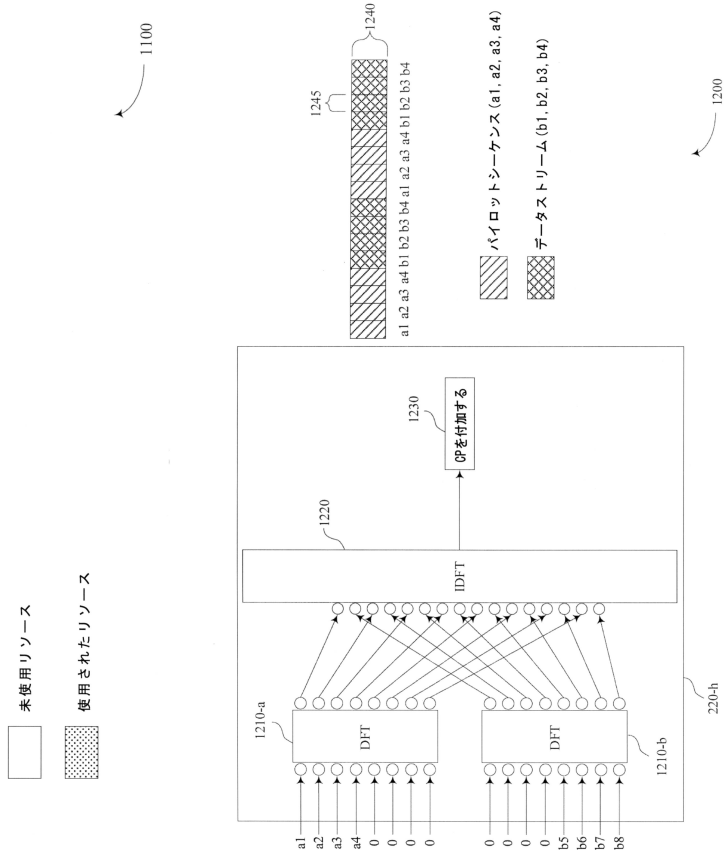 未使用リソース
使用されたリソース
1100
a1
a2
a3
a4
0
0
0
0
0
0
0
0
b5
b6
b7
b8
1210-a
DFT
DFT
1210-b
1220
IDFT
1230
CPを付加する
220-h
1245
1240
a1 a2 a3 a4 b1 b2 b3 b4 a1 a2 a3 a4 b1 b2 b3 b4
パイロットシーケンス (a1, a2, a3, a4)
データストリーム (b1, b2, b3, b4)
1200